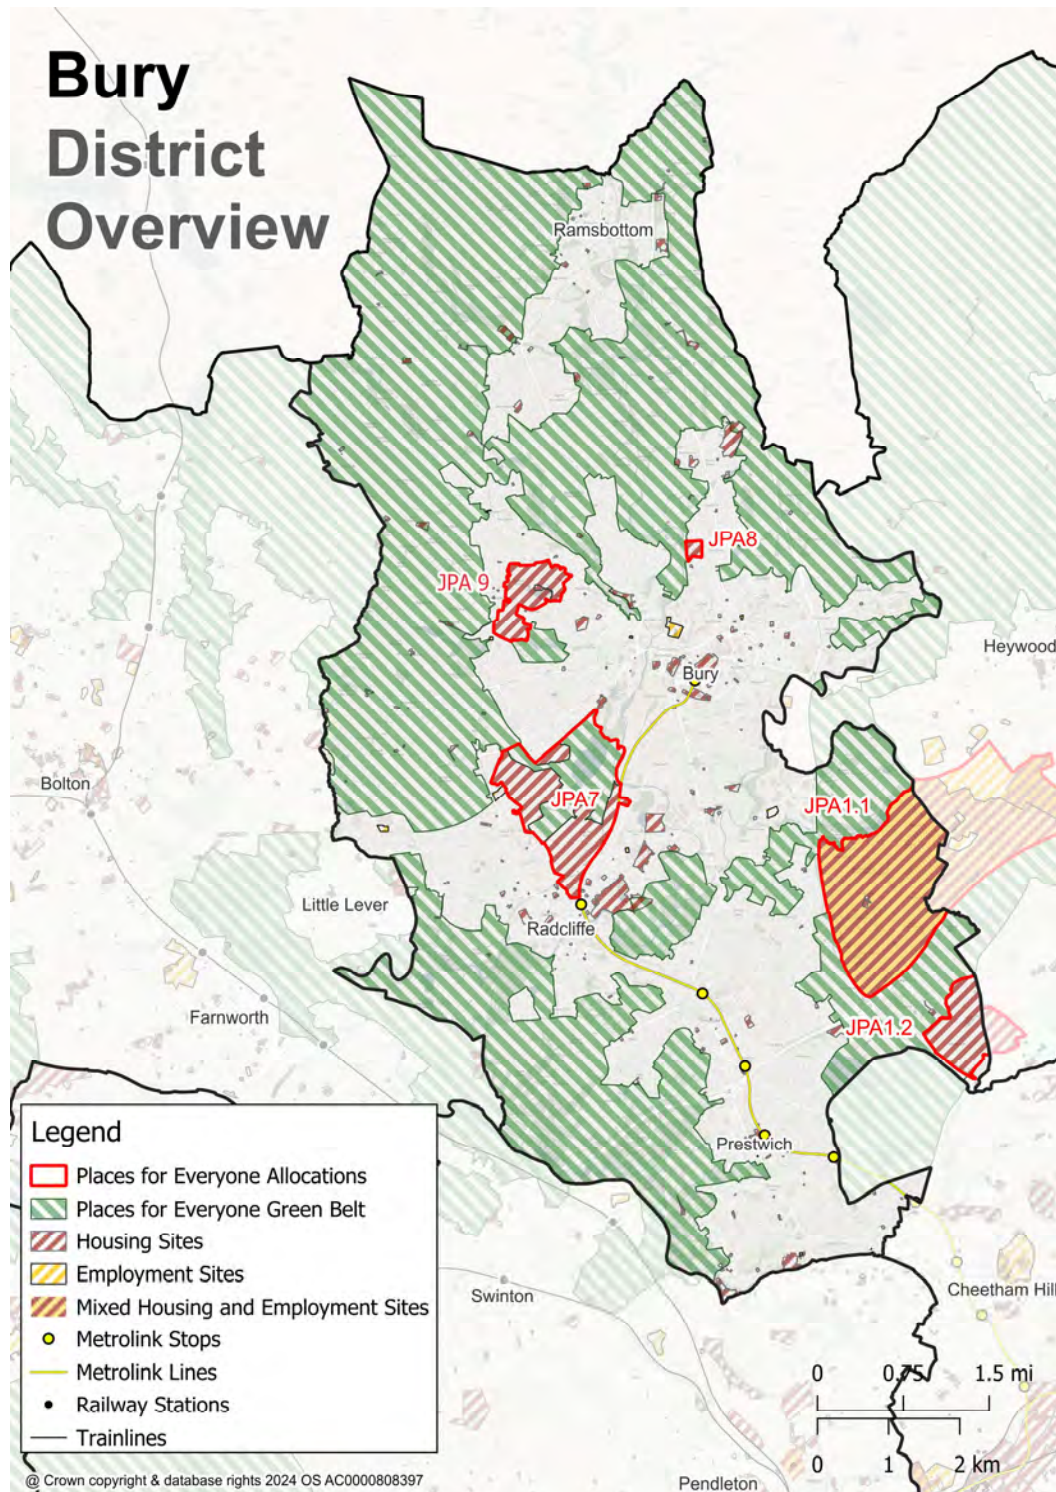 Bury
District
Overview
Ramsbottom
JPA8
JPA 9
Heywood
Bury
Bolton
JPA7
JPA1.1
Little Lever
Radcliffe
Farnworth
JPA1.2
Prestwich
Swinton
Cheetham Hill
Pendleton
Legend
Places for Everyone Allocations
Places for Everyone Green Belt
Housing Sites
Employment Sites
Mixed Housing and Employment Sites
Metrolink Stops
Metrolink Lines
Railway Stations
Trainlines
0 0.75 1.5 mi
0 1 2 km
@ Crown copyright & database rights 2024 OS AC0000808397